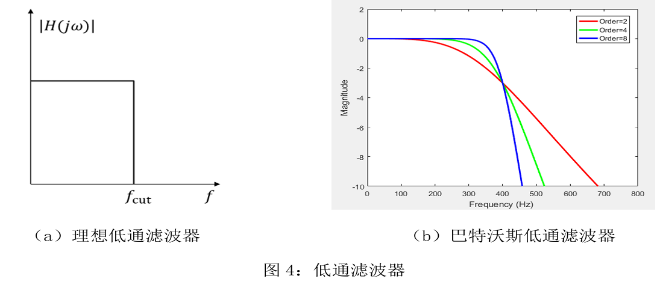 |H(jω)|
f_cut
f
2
0
-2
-4
-6
-8
-10
Magnitude
0 100 200 300 400 500 600 700 800
Frequency (Hz)
Order=2
Order=4
Order=8
（a）理想低通滤波器
（b）巴特沃斯低通滤波器
图 4：低通滤波器